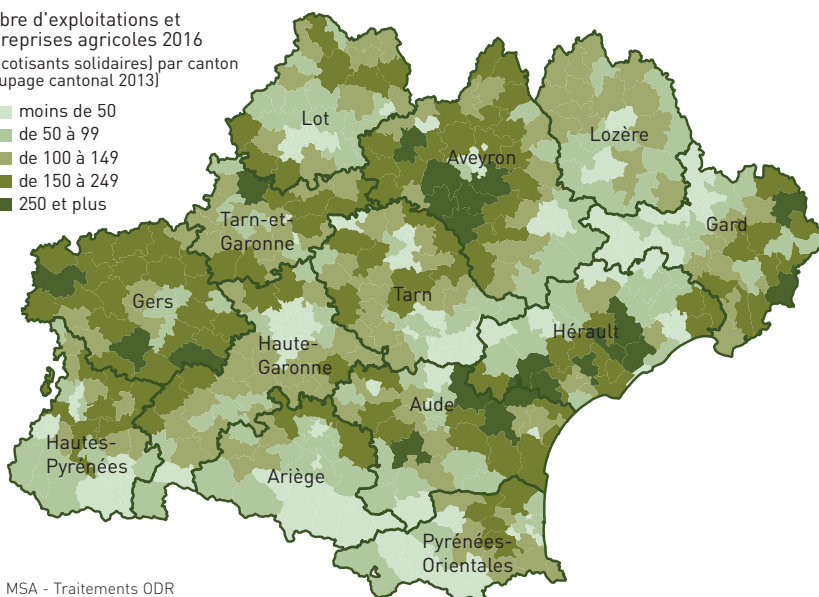 bre d'exploitations et
reprises agricoles 2016
cotisants solidaires) par canton
upage cantonal 2013)
moins de 50
de 50 à 99
de 100 à 149
de 150 à 249
250 et plus
Lot
Lozère
Aveyron
Tarn-et-
Garonne
Gard
Gers
Tarn
Haute-
Garonne
Hérault
Aude
Hautes-
Pyrénées
Ariège
Pyrénées-
Orientales
MSA - Traitements ODR